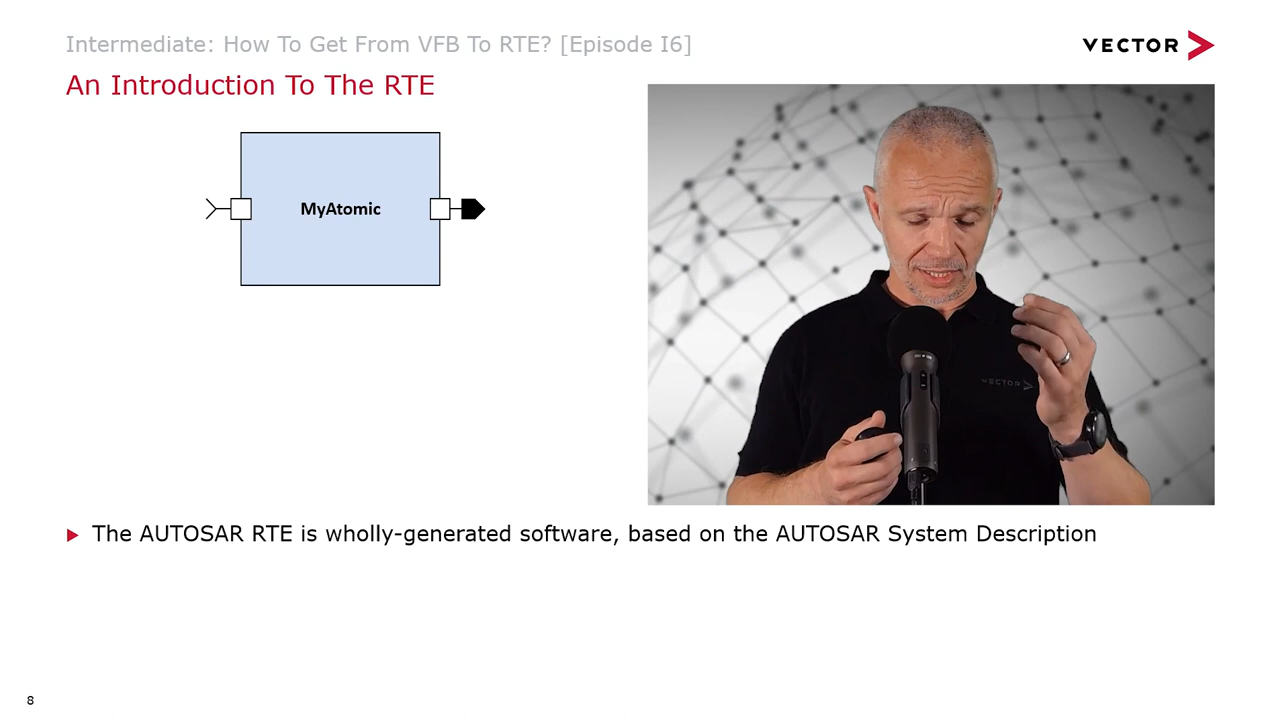 Intermediate: How To Get From VFB To RTE? [Episode I6]
VECTOR
An Introduction To The RTE
MyAtomic
VECTOR
The AUTOSAR RTE is wholly-generated software, based on the AUTOSAR System Description
8